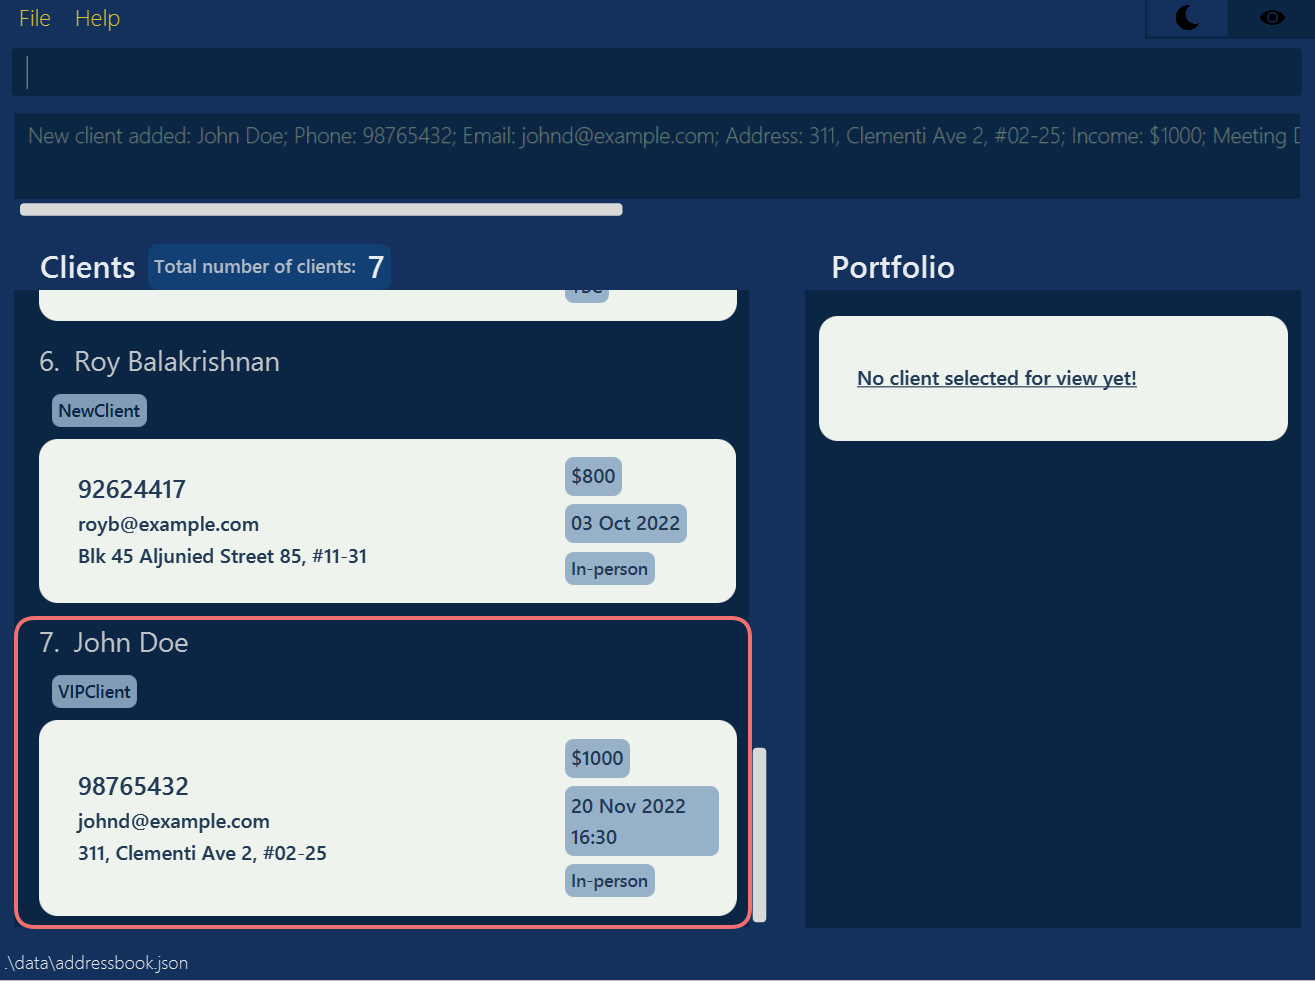 File Help
New client added: John Doe; Phone: 98765432; Email: johnd@example.com; Address: 311, Clementi Ave 2, #02-25; Income: $1000; Meeting
Clients Total number of clients: 7
Portfolio
No client selected for view yet!
6. Roy Balakrishnan
NewClient
92624417
royb@example.com
Blk 45 Aljunied Street 85, #11-31
$800
03 Oct 2022
In-person
7. John Doe
VIPClient
98765432
johnd@example.com
311, Clementi Ave 2, #02-25
$1000
20 Nov 2022
16:30
In-person
.\data\addressbook.json